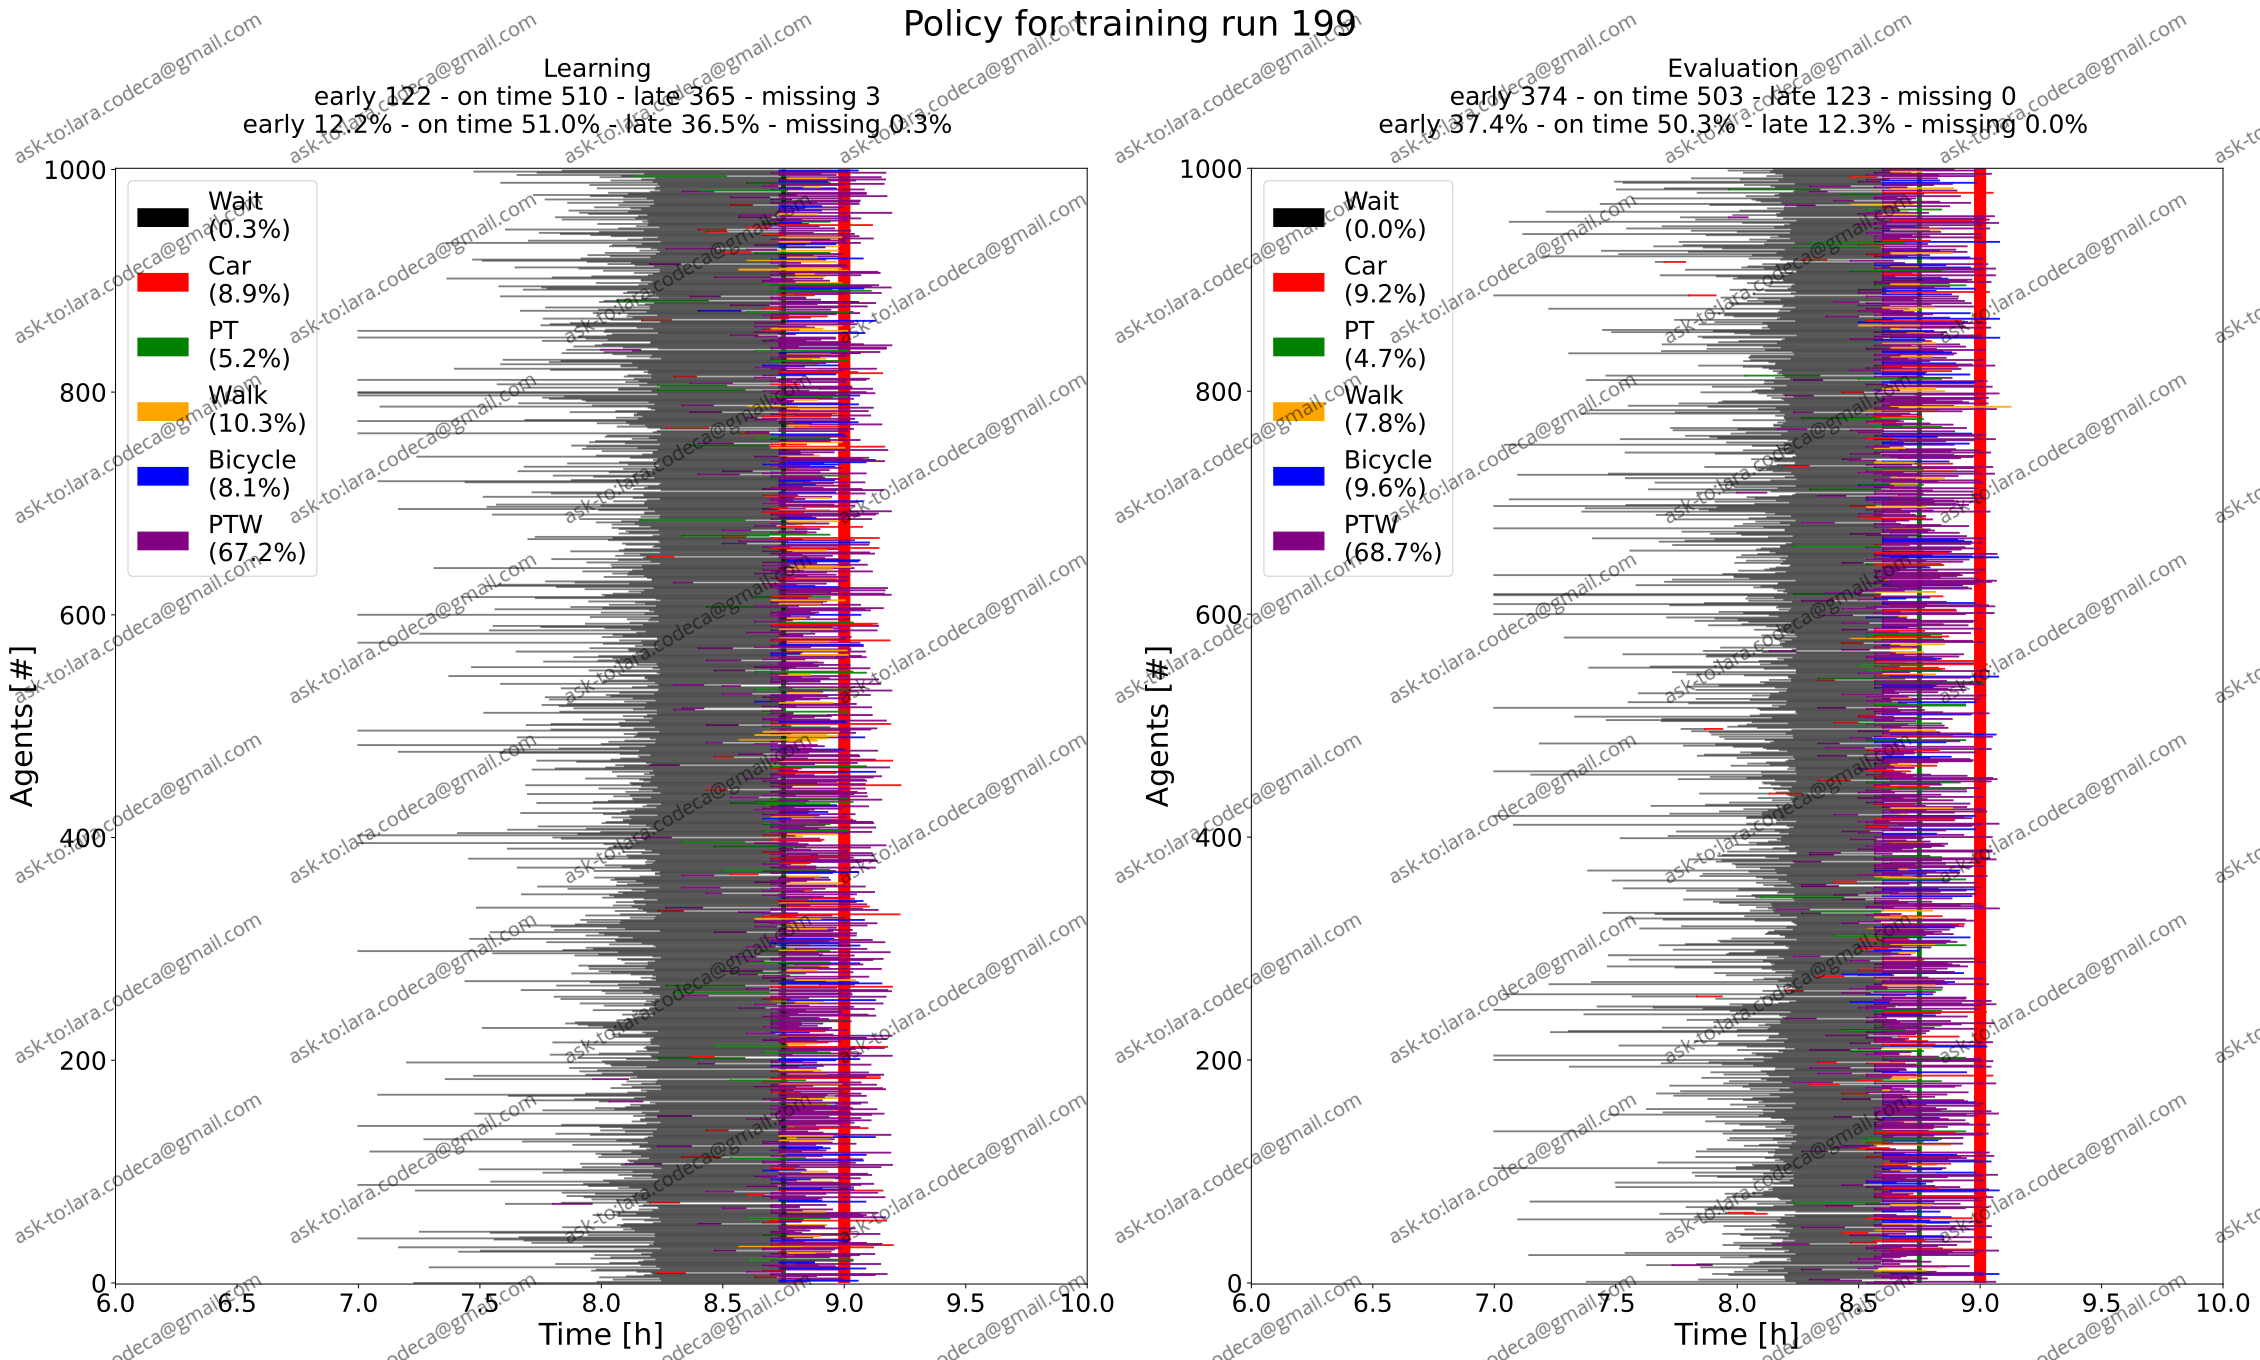 Policy for training run 199
Learning
early 122 - on time 510 - late 365 - missing 3
early 12.2% - on time 51.0% - late 36.5% - missing 0.3%
Evaluation
early 374 - on time 503 - late 123 - missing 0
early 37.4% - on time 50.3% - late 12.3% - missing 0.0%
Agents [#]
1000
800
600
400
200
0
Wait
(0.3%)
Car
(8.9%)
PT
(5.2%)
Walk
(10.3%)
Bicycle
(8.1%)
PTW
(67.2%)
6.0 6.5 7.0 7.5 8.0 8.5 9.0 9.5 10.0
Time [h]
Agents [#]
1000
800
600
400
200
0
Wait
(0.0%)
Car
(9.2%)
PT
(4.7%)
Walk
(7.8%)
Bicycle
(9.6%)
PTW
(68.7%)
6.0 6.5 7.0 7.5 8.0 8.5 9.0 9.5 10.0
Time [h]
ask-to:lara.codeca@gmail.com